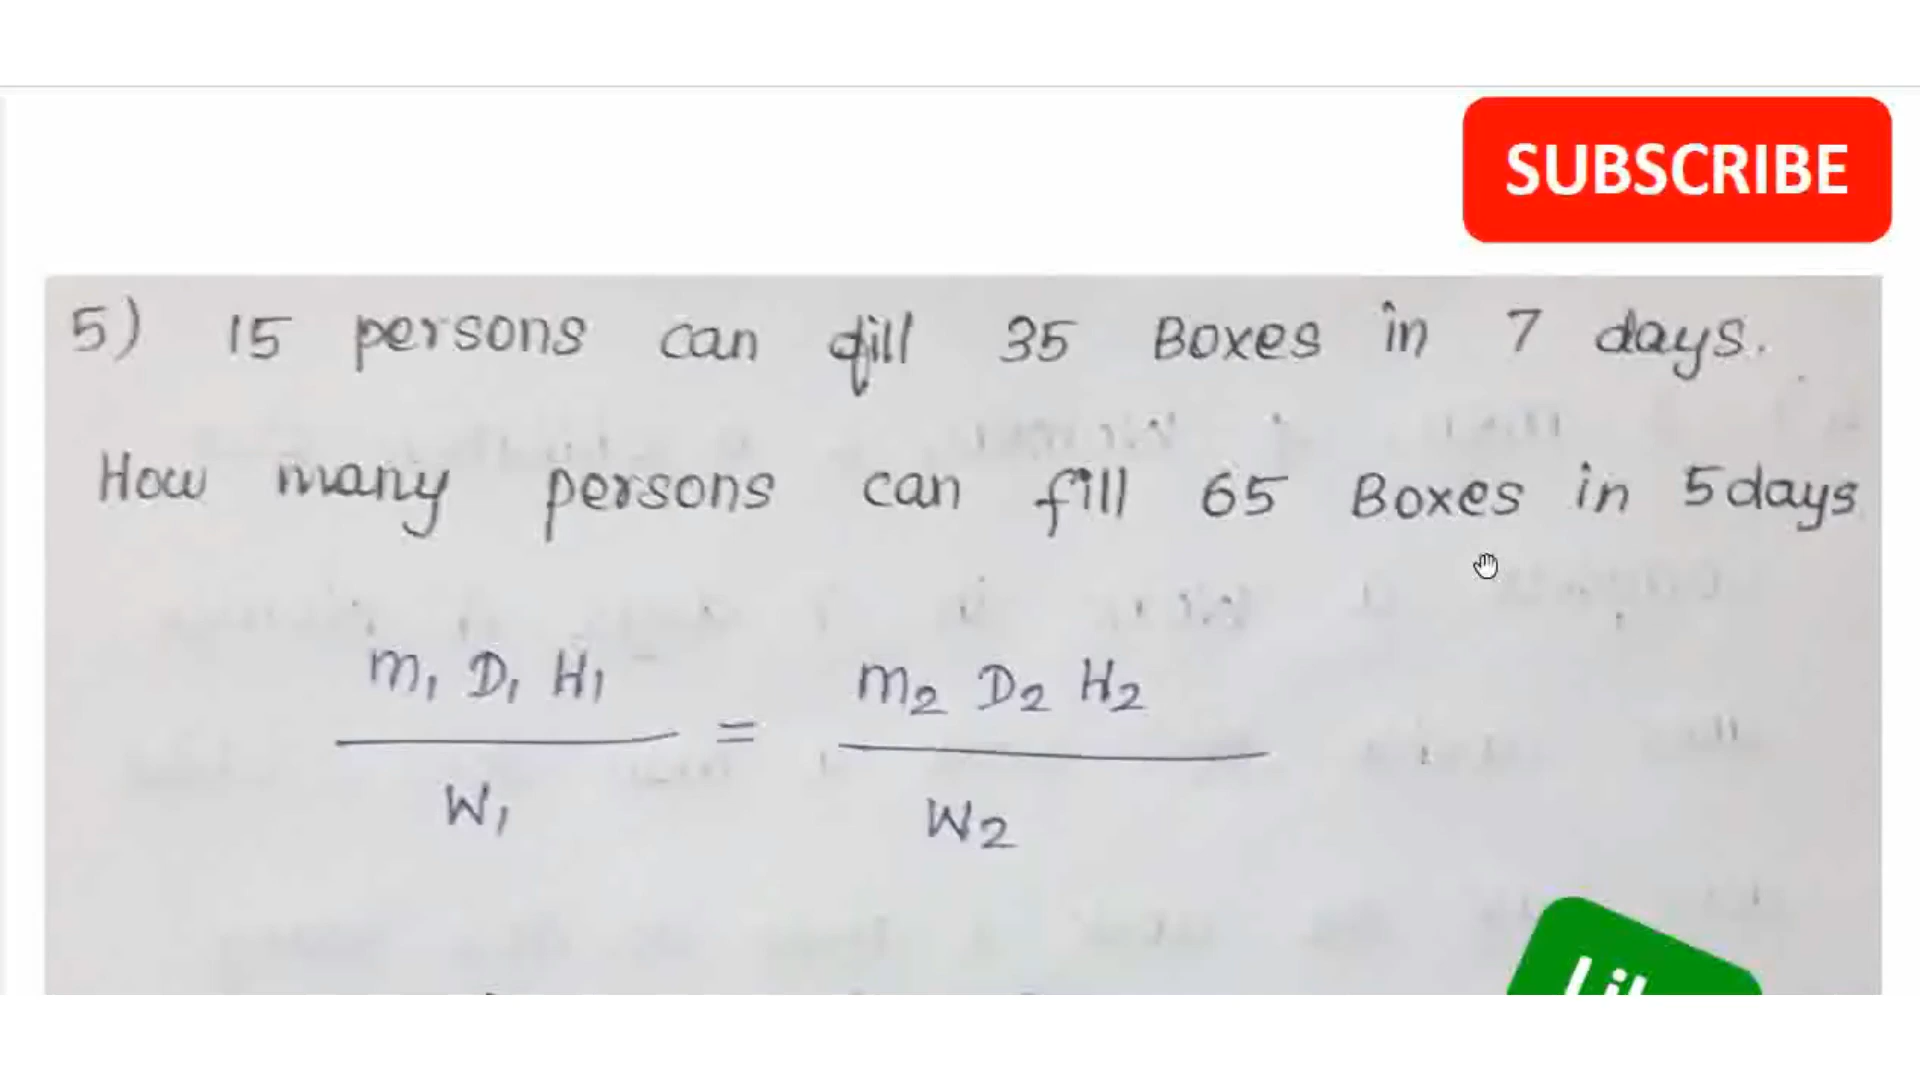 SUBSCRIBE
5) 15 persons can fill 35 Boxes in 7 days.
How many persons can fill 65 Boxes in 5days
m₁ D₁ H₁ = m₂ D₂ H₂
W₁ W₂